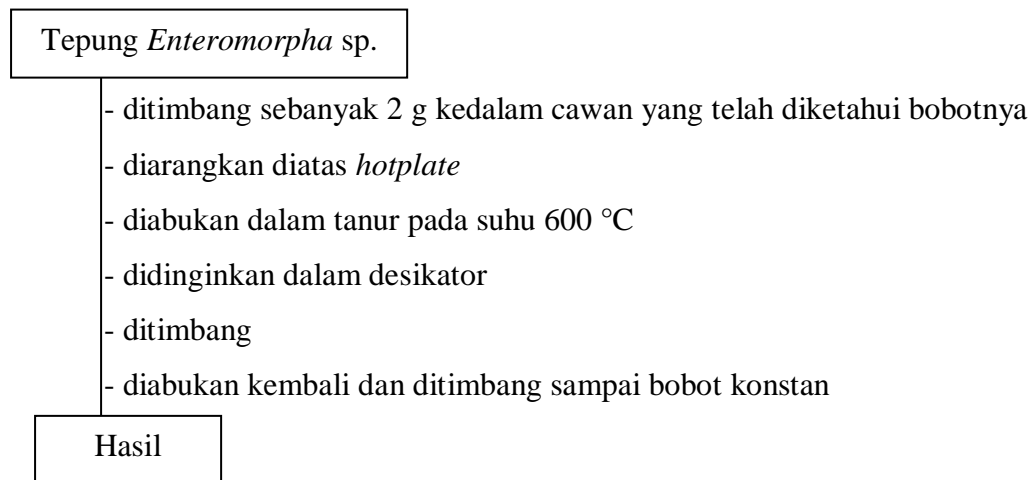 Tepung Enteromorpha sp.
- ditimbang sebanyak 2 g kedalam cawan yang telah diketahui bobotnya
- diarangkan diatas hotplate
- diabukan dalam tanur pada suhu 600 °C
- didinginkan dalam desikator
- ditimbang
- diabukan kembali dan ditimbang sampai bobot konstan
Hasil